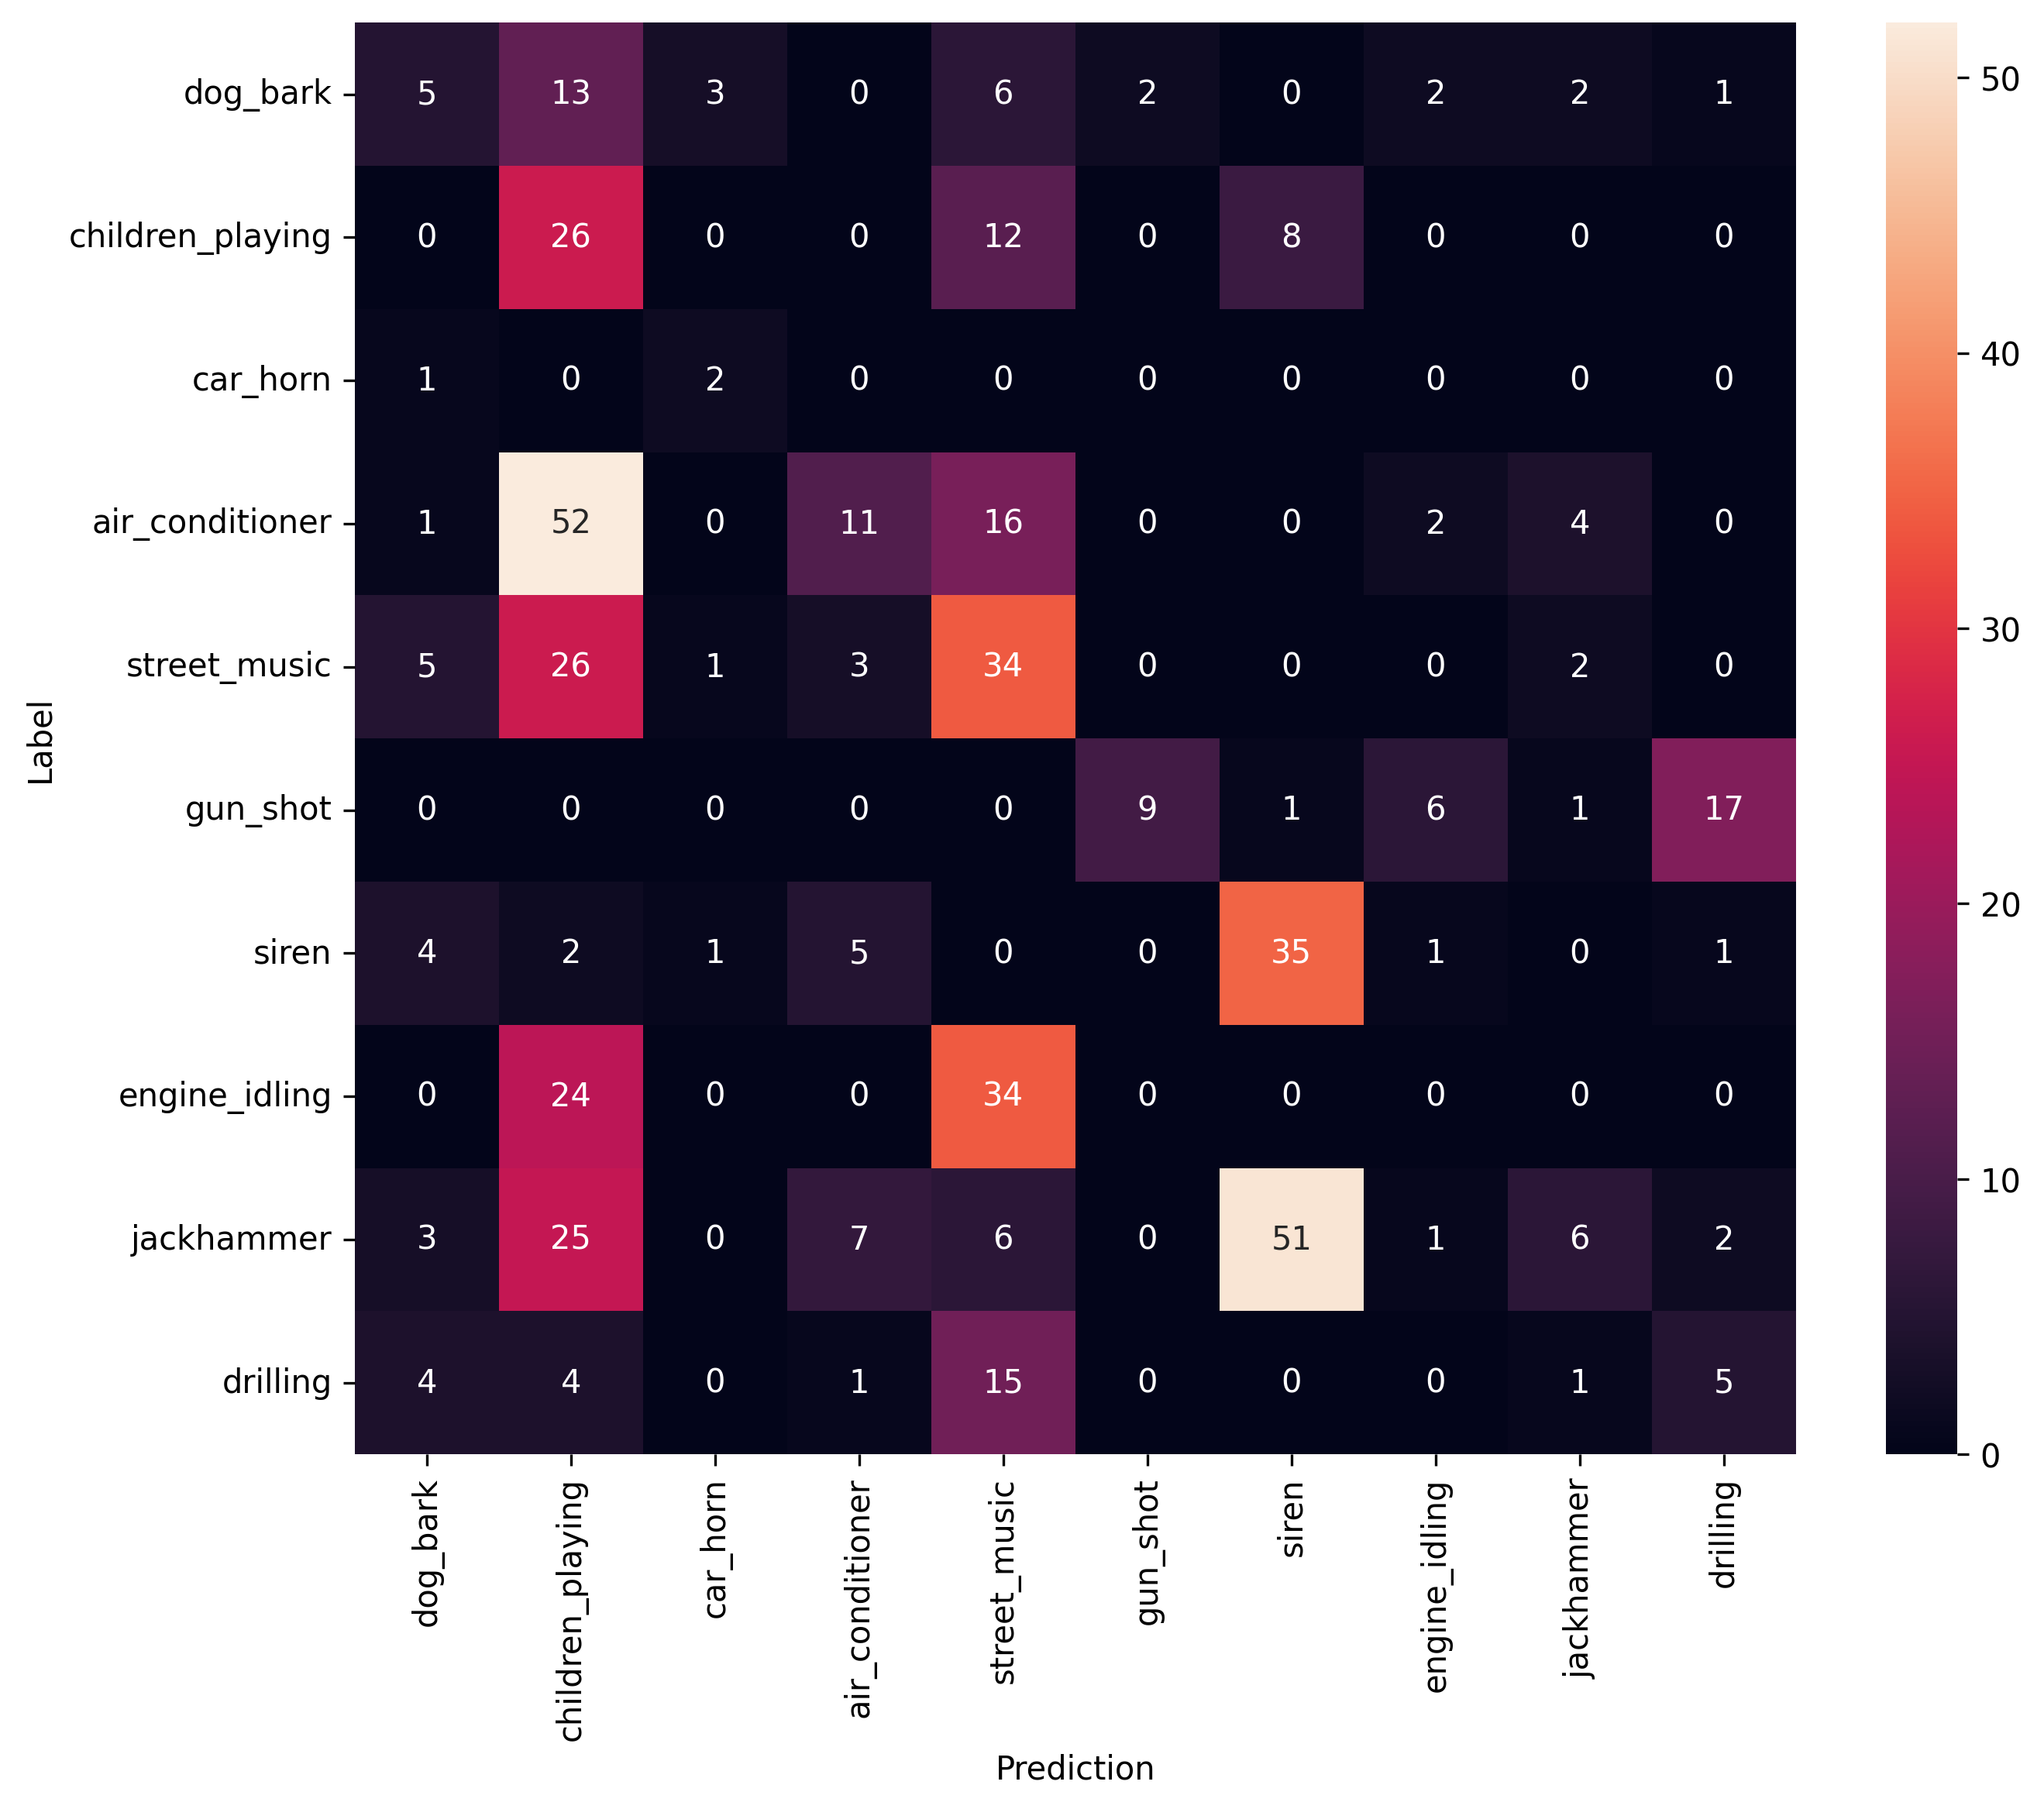 dog_bark 5 13 3 0 6 2 0 2 2 1
children_playing 0 26 0 0 12 0 8 0 0 0
car_horn 1 0 2 0 0 0 0 0 0 0
air_conditioner 1 52 0 11 16 0 0 2 4 0
street_music 5 26 1 3 34 0 0 0 2 0
gun_shot 0 0 0 0 0 9 1 6 1 17
siren 4 2 1 5 0 0 35 1 0 1
engine_idling 0 24 0 0 34 0 0 0 0 0
jackhammer 3 25 0 7 6 0 51 1 6 2
drilling 4 4 0 1 15 0 0 0 1 5
Label
dog_bark
children_playing
car_horn
air_conditioner
street_music
gun_shot
siren
engine_idling
jackhammer
drilling
Prediction
50
40
30
20
10
0